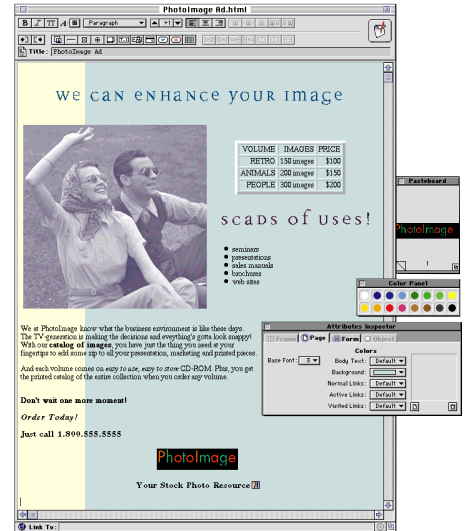 PhotoImage Ad.html
B I TT A
Paragraph
+1
Title: PhotoImage Ad
we can enhance your image
VOLUME IMAGES PRICE
RETRO 150 images $100
ANIMALS 200 images $150
PEOPLE 300 images $200
scads of uses!
seminars
presentations
sales manuals
brochures
web sites
We at PhotoImage know what the business environment is like these days.
The TV-generation is making the decisions and everything's gotta look snappy!
With our catalog of images, you have just the thing you need at your
fingertips to add some zip to all your presentation, marketing and printed pieces.
And each volume comes on easy to use, easy to store CD-ROM. Plus, you get
the printed catalog of the entire collection when you order any volume.
Don't wait one more moment!
Order Today!
Just call 1.800.555.5555
PhotoImage
Your Stock Photo Resource
Link To:
Pasteboard
PhotoImage
1
Color Panel
Attributes Inspector
Frame Page Form Object
Colors
Base Font: 3
Body Text: Default
Background:
Normal Links: Default
Active Links: Default
Visited Links: Default